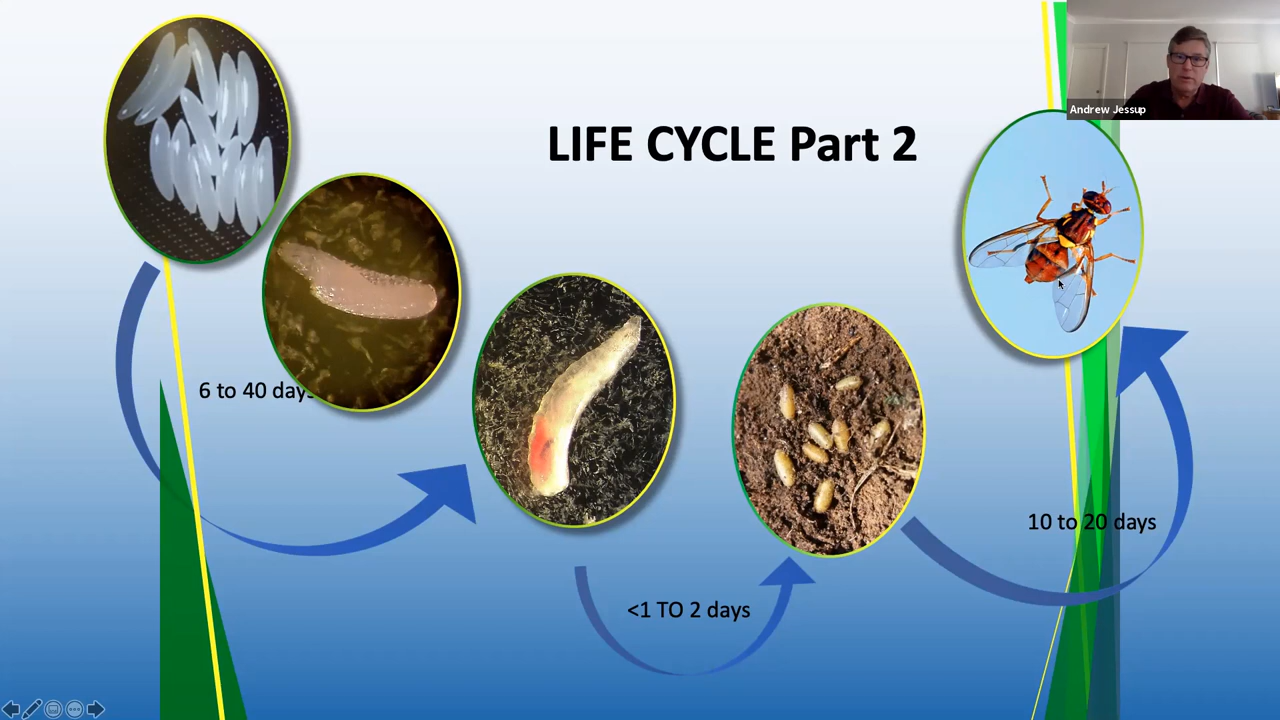 Andrew Jessup
LIFE CYCLE Part 2
6 to 40 days
10 to 20 days
<1 TO 2 days